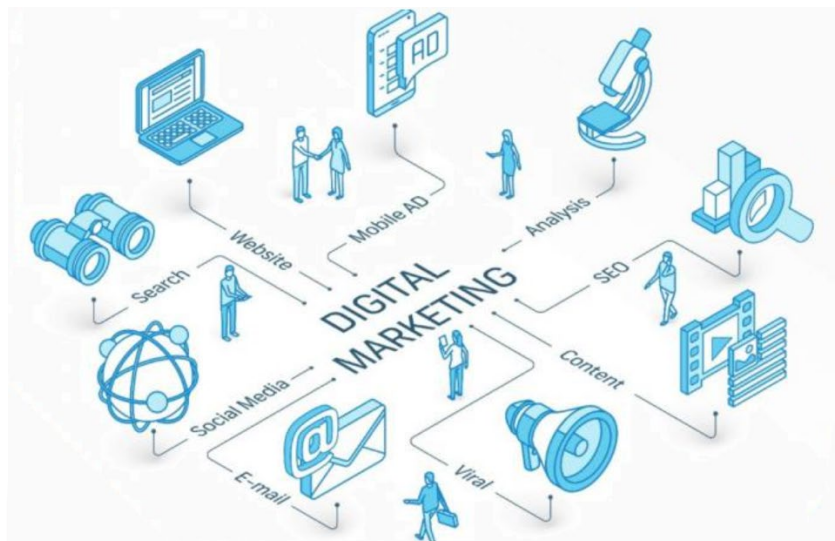 AD
Website
Mobile AD
Analysis
Search
SEO
DIGITAL
MARKETING
Social Media
Content
E-mail
Viral
@